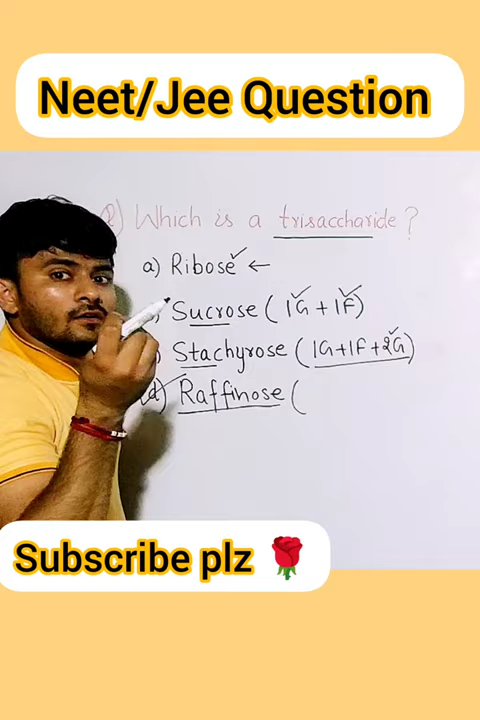 Neet/Jee Question
) Which is a trisaccharide?
a) Ribose ←
) Sucrose (1G + 1F)
) Stachyrose (1G+1F+2G)
d) Raffinose (
Subscribe plz 🌹